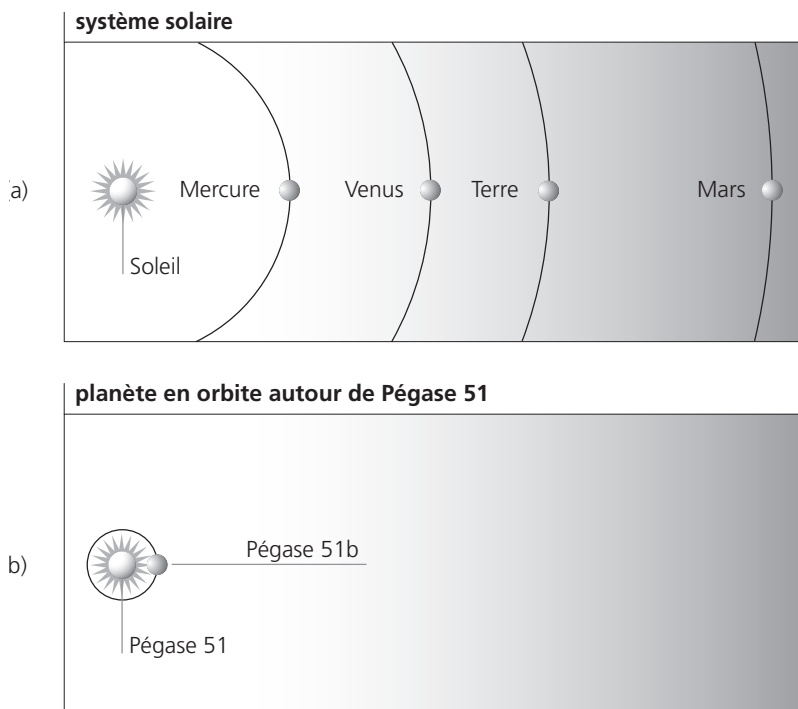 système solaire
a)
Mercure
Venus
Terre
Mars
Soleil
planète en orbite autour de Pégase 51
b)
Pégase 51b
Pégase 51